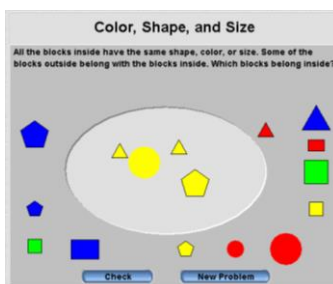 Color, Shape, and Size
All the blocks inside have the same shape, color, or size. Some of the
blocks outside belong with the blocks inside. Which blocks belong inside?
Check
New Problem